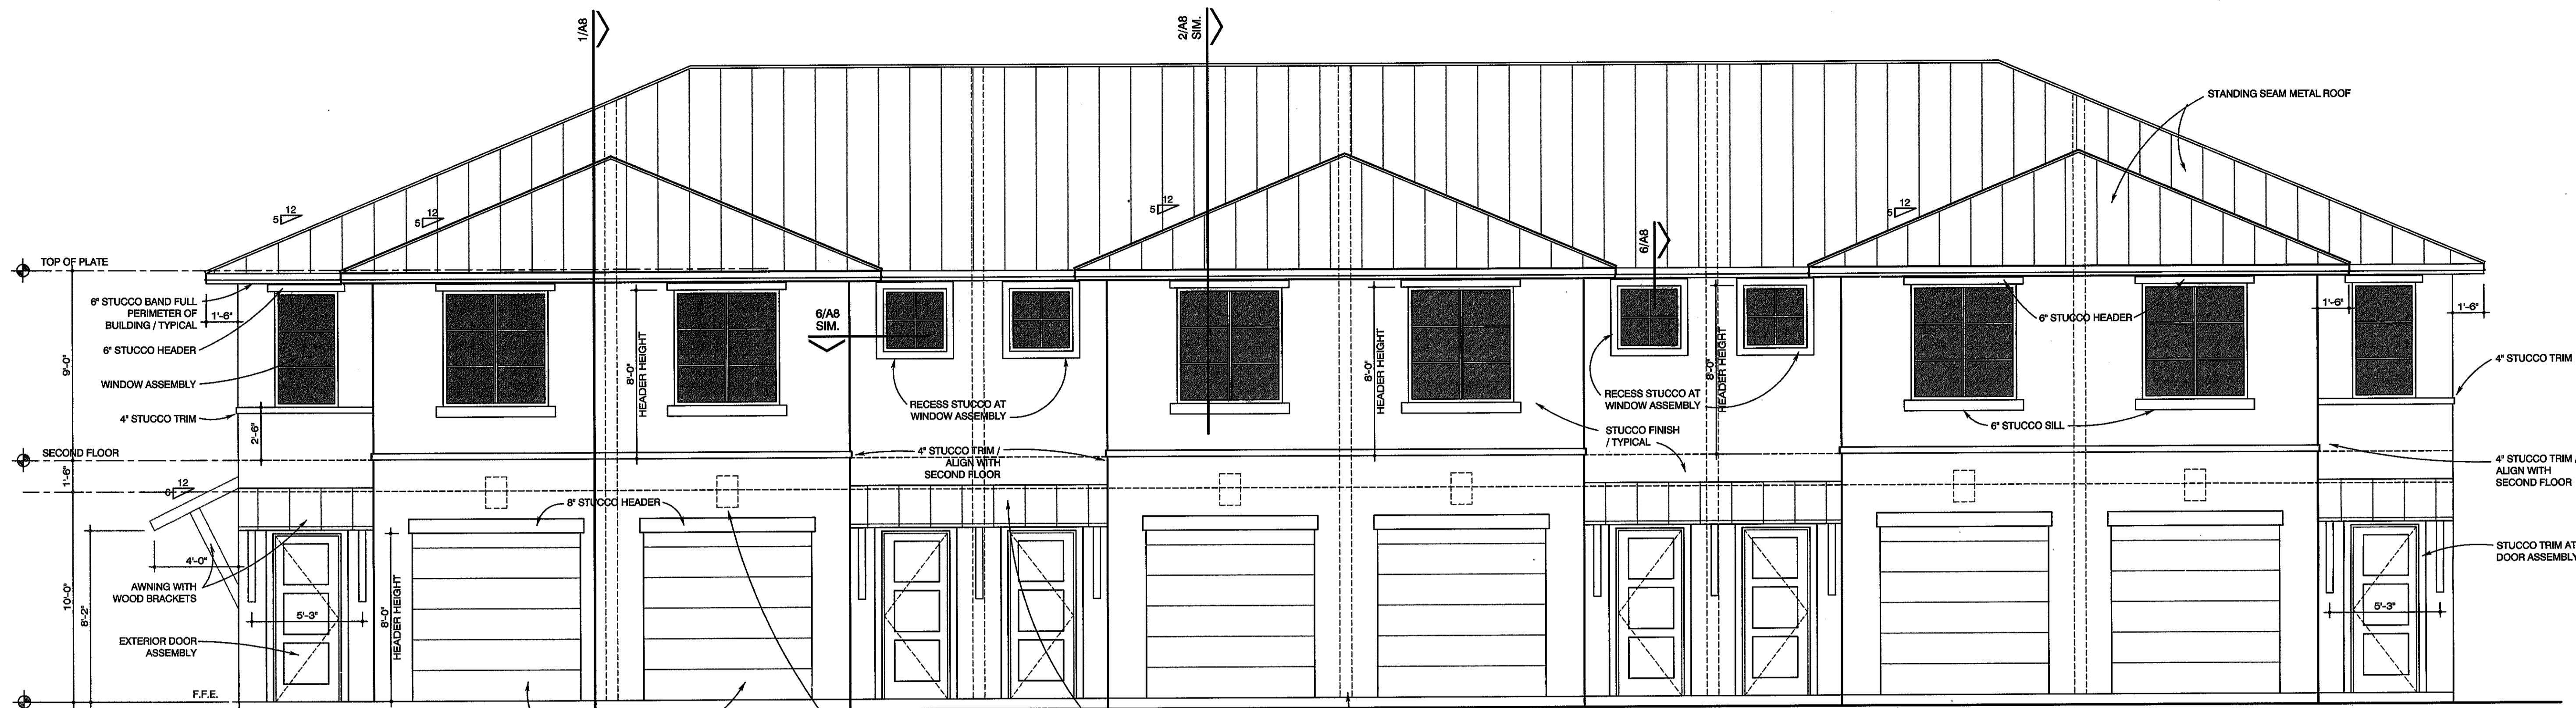 1/A8
2/A8
SIM.
STANDING SEAM METAL ROOF
12
5
12
5
12
5
12
5
6/A8
TOP OF PLATE
6" STUCCO BAND FULL
PERIMETER OF
BUILDING / TYPICAL
1'-6"
6" STUCCO HEADER
WINDOW ASSEMBLY
4" STUCCO TRIM
9'-0"
2'-6"
8'-0"
HEADER HEIGHT
6/A8
SIM.
RECESS STUCCO AT
WINDOW ASSEMBLY
8'-0"
HEADER HEIGHT
RECESS STUCCO AT
WINDOW ASSEMBLY
8'-0"
HEADER HEIGHT
STUCCO FINISH
/ TYPICAL
6" STUCCO HEADER
6" STUCCO SILL
1'-6"
1'-6"
4" STUCCO TRIM
SECOND FLOOR
4" STUCCO TRIM /
ALIGN WITH
SECOND FLOOR
4" STUCCO TRIM /
ALIGN WITH
SECOND FLOOR
1'-6"
12
6
8" STUCCO HEADER
4'-0"
AWNING WITH
WOOD BRACKETS
10'-0"
8'-2"
5'-3"
8'-0"
HEADER HEIGHT
EXTERIOR DOOR
ASSEMBLY
STUCCO TRIM AT
DOOR ASSEMBLY
5'-3"
F.F.E.